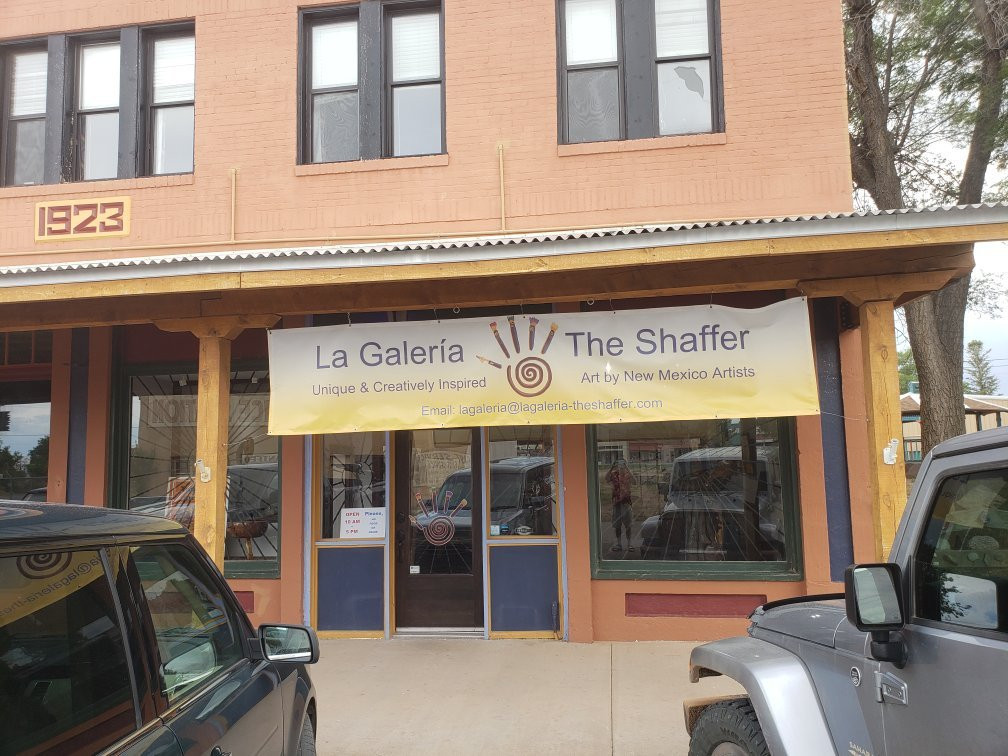 1923
La Galería
The Shaffer
Unique & Creatively Inspired
Art by New Mexico Artists
Email: lagaleria@lagaleria-theshaffer.com
OPEN
10 AM
5 PM
Please,